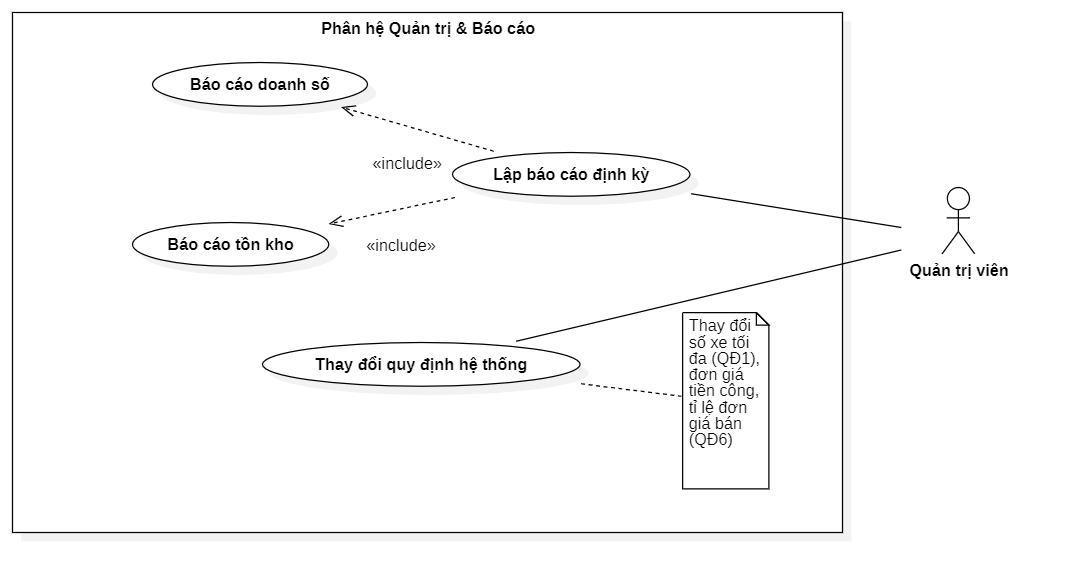 Phân hệ Quản trị & Báo cáo
Báo cáo doanh số
«include»
Lập báo cáo định kỳ
Báo cáo tồn kho
«include»
Quản trị viên
Thay đổi quy định hệ thống
Thay đổi
số xe tối
đa (QĐ1),
đơn giá
tiền công,
tỉ lệ đơn
giá bán
(QĐ6)